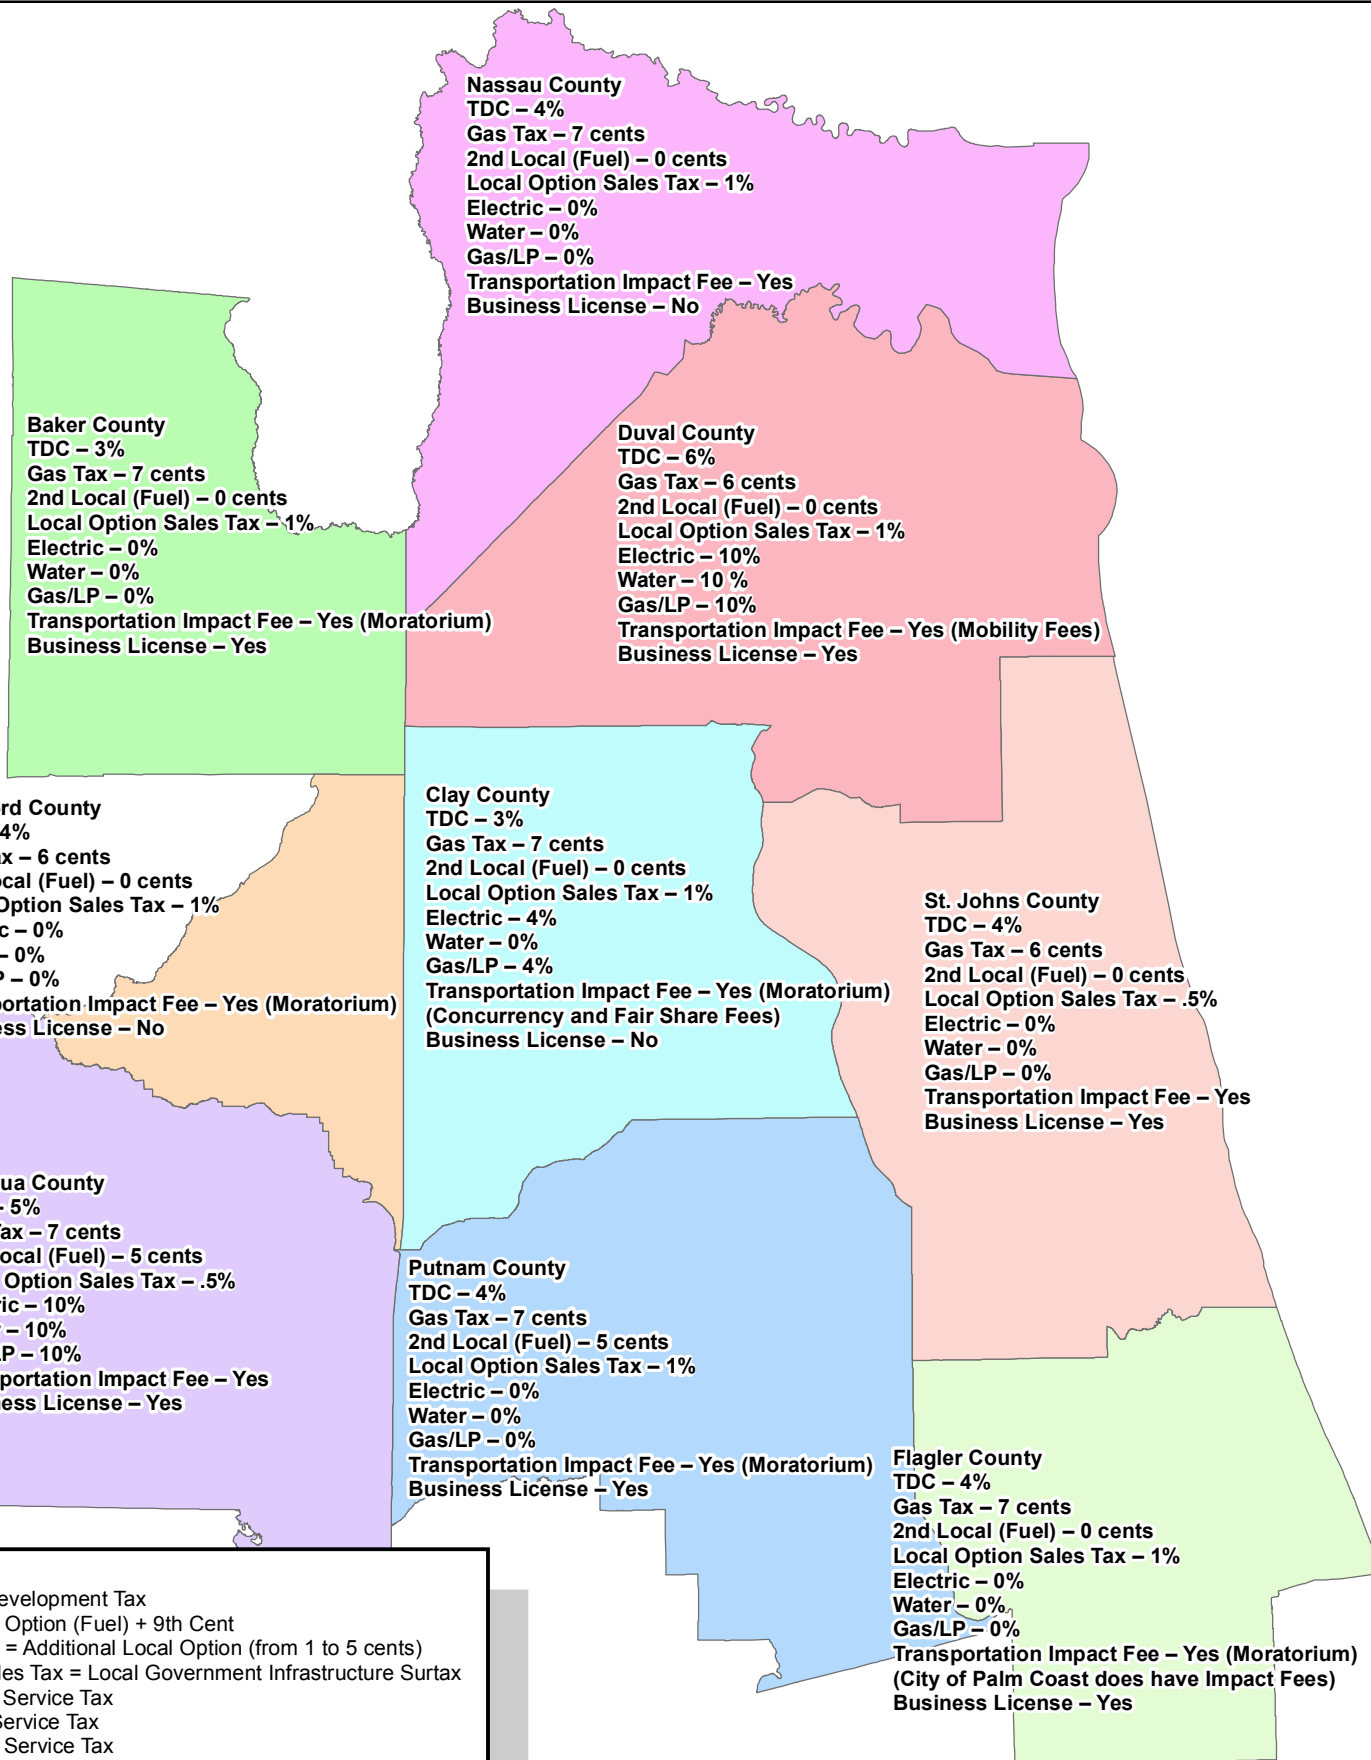 Nassau County
TDC – 4%
Gas Tax – 7 cents
2nd Local (Fuel) – 0 cents
Local Option Sales Tax – 1%
Electric – 0%
Water – 0%
Gas/LP – 0%
Transportation Impact Fee – Yes
Business License – No
Baker County
TDC – 3%
Gas Tax – 7 cents
2nd Local (Fuel) – 0 cents
Local Option Sales Tax – 1%
Electric – 0%
Water – 0%
Gas/LP – 0%
Transportation Impact Fee – Yes (Moratorium)
Business License – Yes
Duval County
TDC – 6%
Gas Tax – 6 cents
2nd Local (Fuel) – 0 cents
Local Option Sales Tax – 1%
Electric – 10%
Water – 10 %
Gas/LP – 10%
Transportation Impact Fee – Yes (Mobility Fees)
Business License – Yes
rd County
4%
ax – 6 cents
ocal (Fuel) – 0 cents
Option Sales Tax – 1%
c – 0%
– 0%
P – 0%
portation Impact Fee – Yes (Moratorium)
ess License – No
Clay County
TDC – 3%
Gas Tax – 7 cents
2nd Local (Fuel) – 0 cents
Local Option Sales Tax – 1%
Electric – 4%
Water – 0%
Gas/LP – 4%
Transportation Impact Fee – Yes (Moratorium)
(Concurrency and Fair Share Fees)
Business License – No
St. Johns County
TDC – 4%
Gas Tax – 6 cents
2nd Local (Fuel) – 0 cents
Local Option Sales Tax – .5%
Electric – 0%
Water – 0%
Gas/LP – 0%
Transportation Impact Fee – Yes
Business License – Yes
ua County
- 5%
Tax – 7 cents
ocal (Fuel) – 5 cents
Option Sales Tax – .5%
ric – 10%
– 10%
LP – 10%
portation Impact Fee – Yes
ness License – Yes
Putnam County
TDC – 4%
Gas Tax – 7 cents
2nd Local (Fuel) – 5 cents
Local Option Sales Tax – 1%
Electric – 0%
Water – 0%
Gas/LP – 0%
Transportation Impact Fee – Yes (Moratorium)
Business License – Yes
Flagler County
TDC – 4%
Gas Tax – 7 cents
2nd Local (Fuel) – 0 cents
Local Option Sales Tax – 1%
Electric – 0%
Water – 0%
Gas/LP – 0%
Transportation Impact Fee – Yes (Moratorium)
(City of Palm Coast does have Impact Fees)
Business License – Yes
evelopment Tax
Option (Fuel) + 9th Cent
= Additional Local Option (from 1 to 5 cents)
les Tax = Local Government Infrastructure Surtax
Service Tax
Service Tax
Service Tax